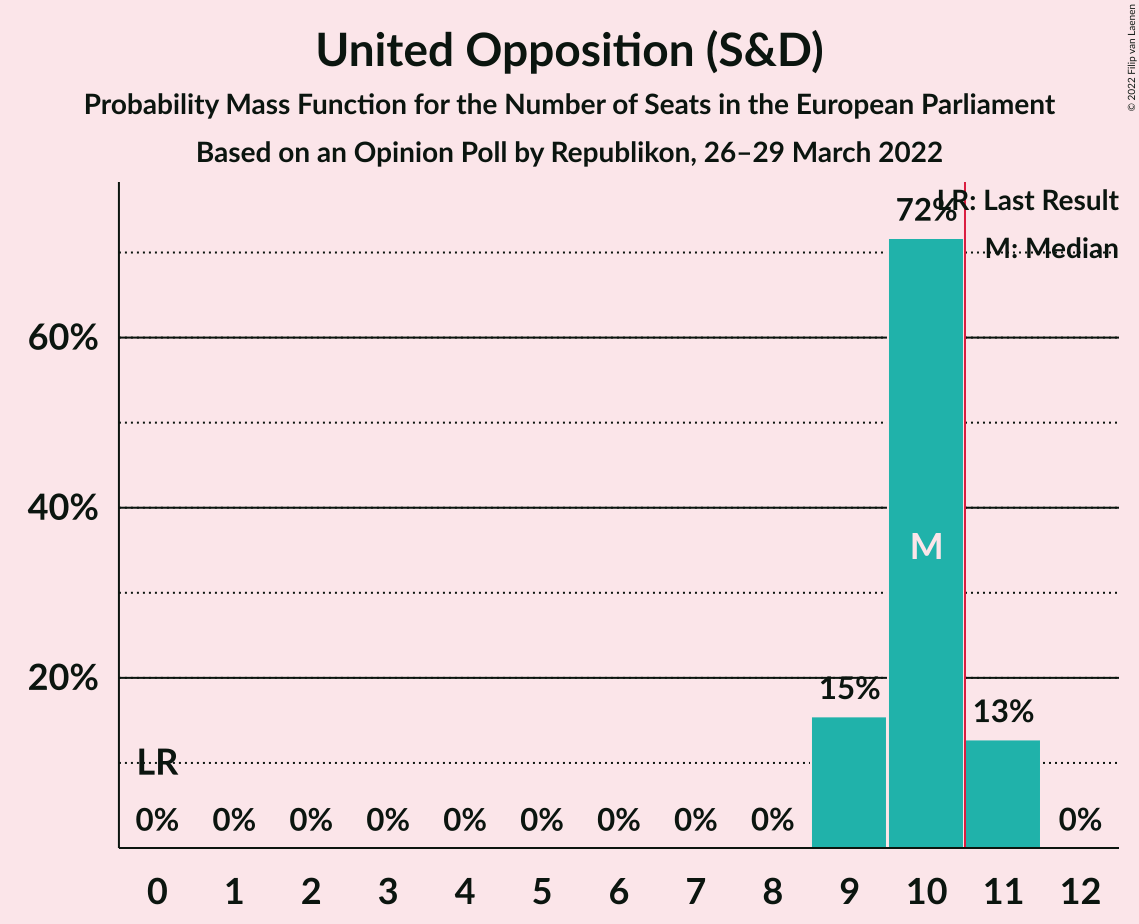 United Opposition (S&D)
Probability Mass Function for the Number of Seats in the European Parliament
Based on an Opinion Poll by Republikon, 26–29 March 2022
© 2022 Filip van Laenen
LR: Last Result
M: Median
72%
60%
40%
M
20%
15%
13%
LR
0% 0% 0% 0% 0% 0% 0% 0% 0% 0%
0 1 2 3 4 5 6 7 8 9 10 11 12